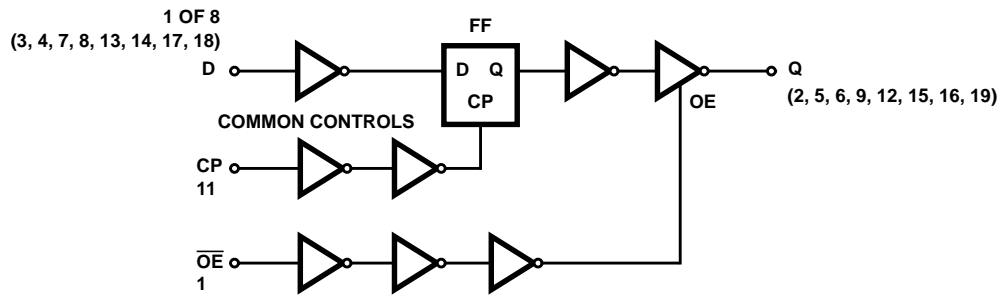 1 OF 8
(3, 4, 7, 8, 13, 14, 17, 18)
FF
D
D Q
CP
Q
OE
(2, 5, 6, 9, 12, 15, 16, 19)
COMMON CONTROLS
CP
11
OE
1